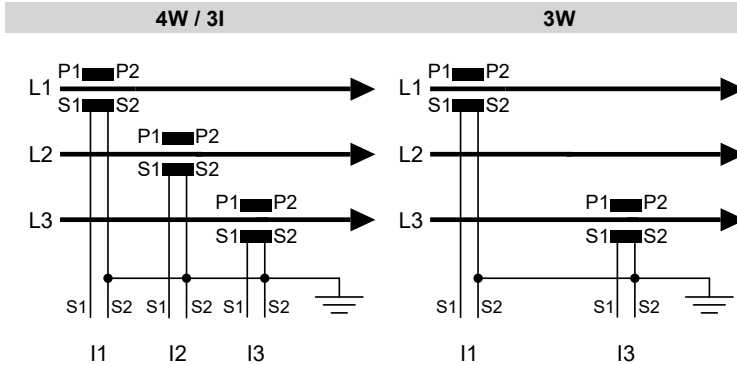 4W / 3I 3W
P1 P2 P1 P2
L1 L1
S1 S2 S1 S2
P1 P2
L2 L2
S1 S2
P1 P2 P1 P2
L3 L3
S1 S2 S1 S2
S1 S2 S1 S2 S1 S2 S1 S2 S1 S2
I1 I2 I3 I1 I3